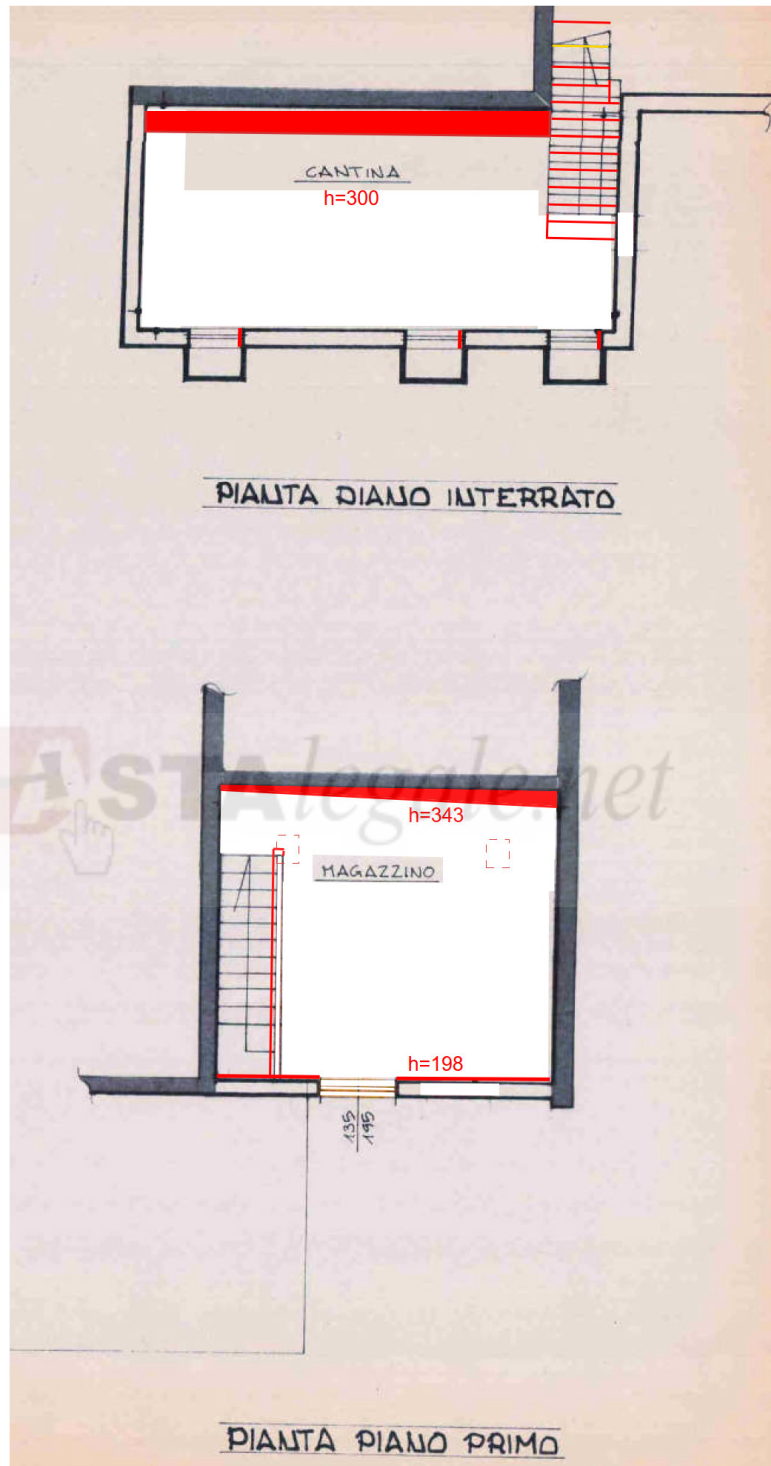 CANTINA
h=300
PIANTA PIANO INTERRATO
ASTAlegale.net
h=343
MAGAZZINO
h=198
135
195
PIANTA PIANO PRIMO